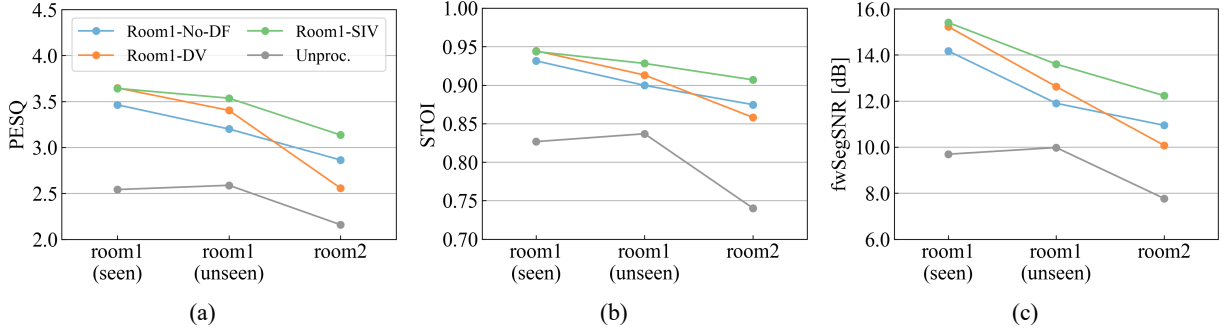 4.5
4.0
3.5
3.0
2.5
2.0
PESQ
Room1-No-DF
Room1-DV
Room1-SIV
Unproc.
room1
(seen)
room1
(unseen)
room2
(a)
1.00
0.95
0.90
0.85
0.80
0.75
0.70
STOI
room1
(seen)
room1
(unseen)
room2
(b)
16.0
14.0
12.0
10.0
8.0
6.0
fwSegSNR [dB]
room1
(seen)
room1
(unseen)
room2
(c)